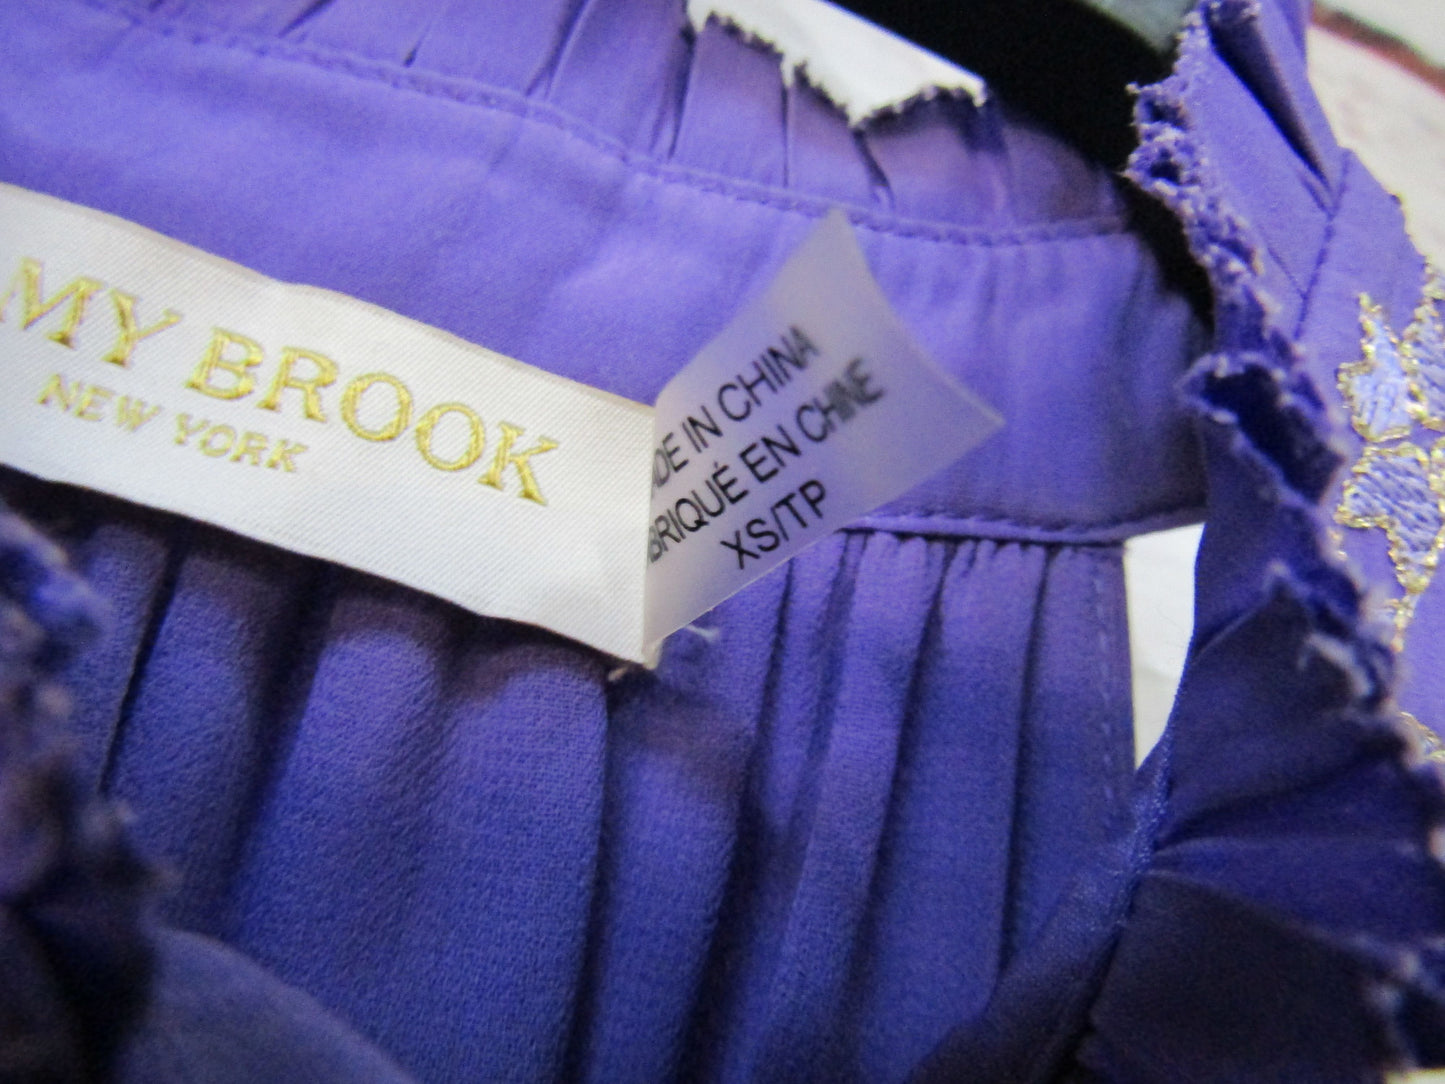 MY BROOK
NEW YORK
DE IN CHINA
BRIQUÉ EN CHINE
XS/TP